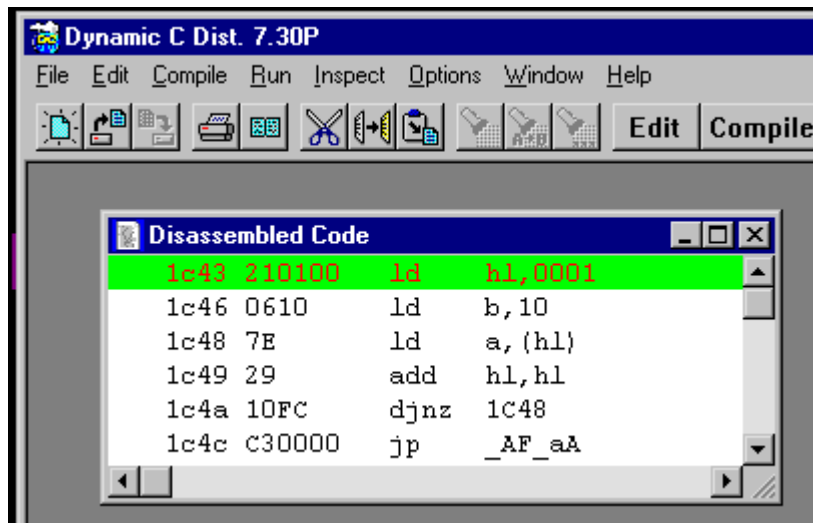 Dynamic C Dist. 7.30P
File Edit Compile Run Inspect Options Window Help
Edit Compile
Disassembled Code
1c43 210100 ld hl,0001
1c46 0610 ld b,10
1c48 7E ld a,(hl)
1c49 29 add hl,hl
1c4a 10FC djnz 1C48
1c4c C30000 jp _AF_aA